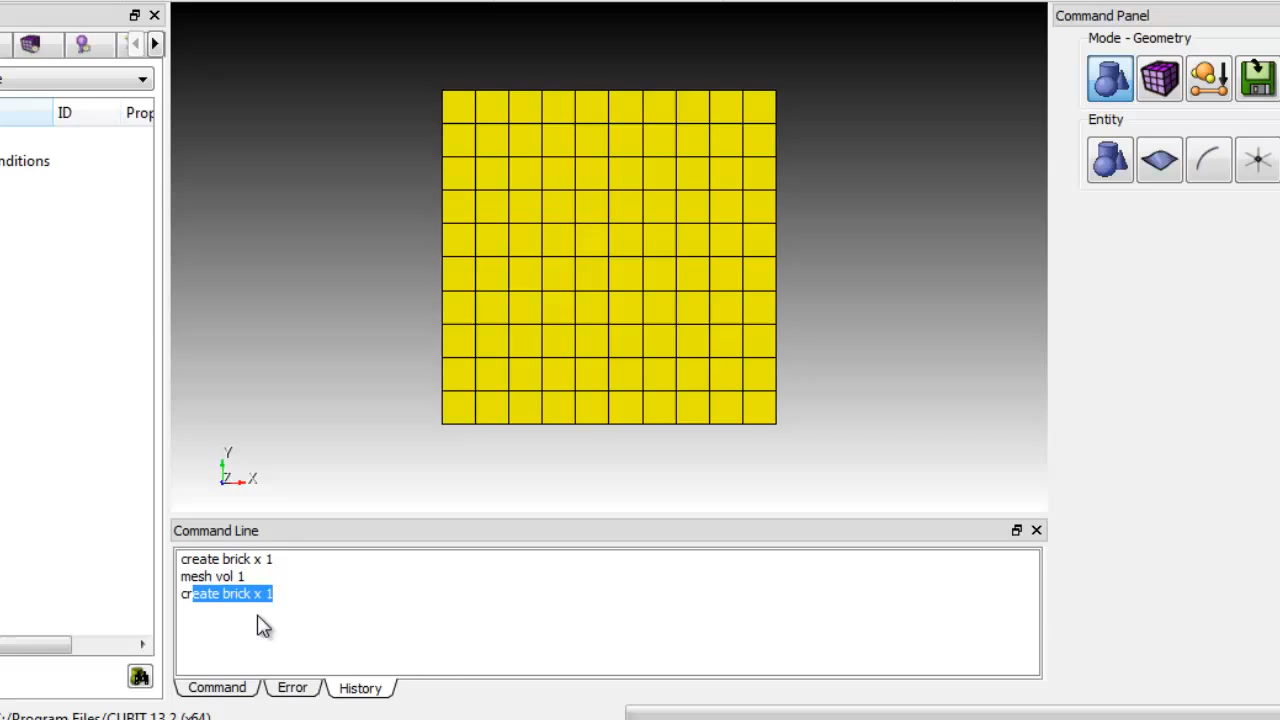 Command Panel
Mode - Geometry
e
ID Prop
Entity
nditions
Y
Z X
Command Line
create brick x 1
mesh vol 1
create brick x 1
Command Error History
:/Program Files/CUBIT 13.2 (x64)